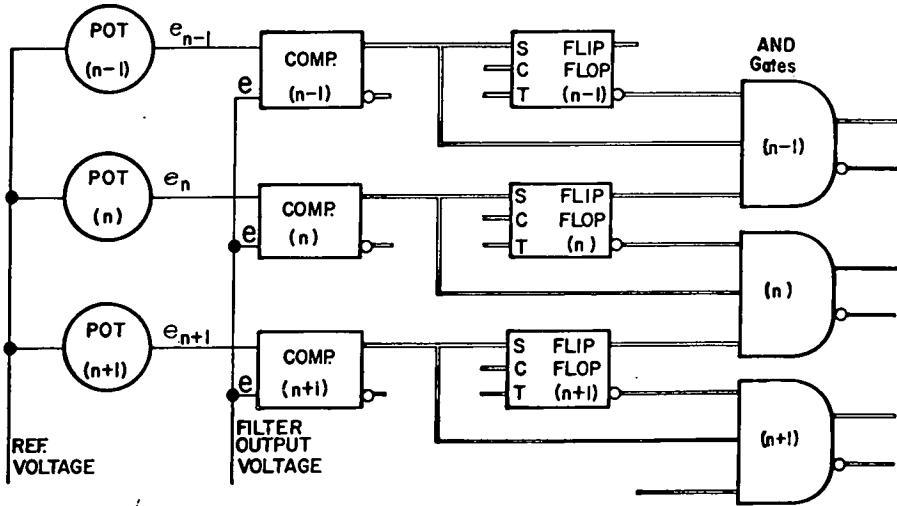 POT
(n-1)
e n-1
e
COMP.
(n-1)
S FLIP
C FLOP
T (n-1)
AND
Gates
(n-1)
POT
(n)
e n
e
COMP.
(n)
S FLIP
C FLOP
T (n)
(n)
POT
(n+1)
e n+1
e
COMP.
(n+1)
S FLIP
C FLOP
T (n+1)
(n+1)
REF.
VOLTAGE
FILTER
OUTPUT
VOLTAGE